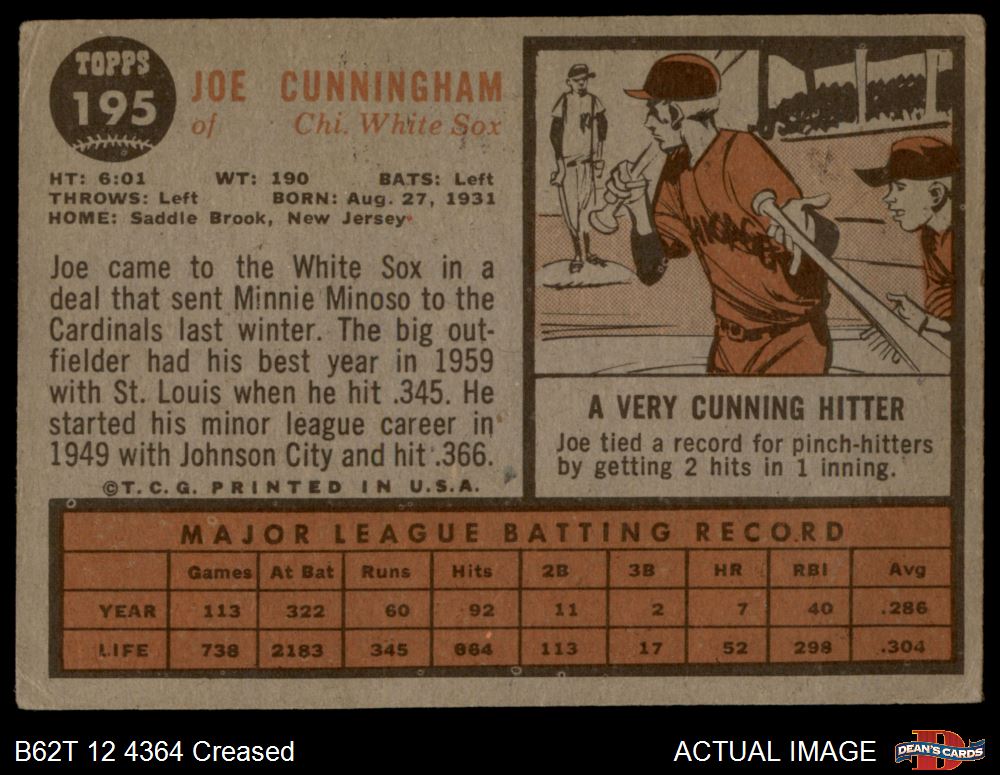 TOPPS
195
JOE CUNNINGHAM
of Chi. White Sox
HT: 6:01 WT: 190 BATS: Left
THROWS: Left BORN: Aug. 27, 1931
HOME: Saddle Brook, New Jersey
Joe came to the White Sox in a
deal that sent Minnie Minoso to the
Cardinals last winter. The big out-
fielder had his best year in 1959
with St. Louis when he hit .345. He
started his minor league career in
1949 with Johnson City and hit .366.
©T. C. G. PRINTED IN U.S.A.
A VERY CUNNING HITTER
Joe tied a record for pinch-hitters
by getting 2 hits in 1 inning.
MAJOR LEAGUE BATTING RECORD
Games At Bat Runs Hits 2B 3B HR RBI Avg
YEAR 113 322 60 92 11 2 7 40 .286
LIFE 738 2183 345 664 113 17 52 298 .304
B62T 12 4364 Creased
ACTUAL IMAGE
D
DEAN'S CARDS